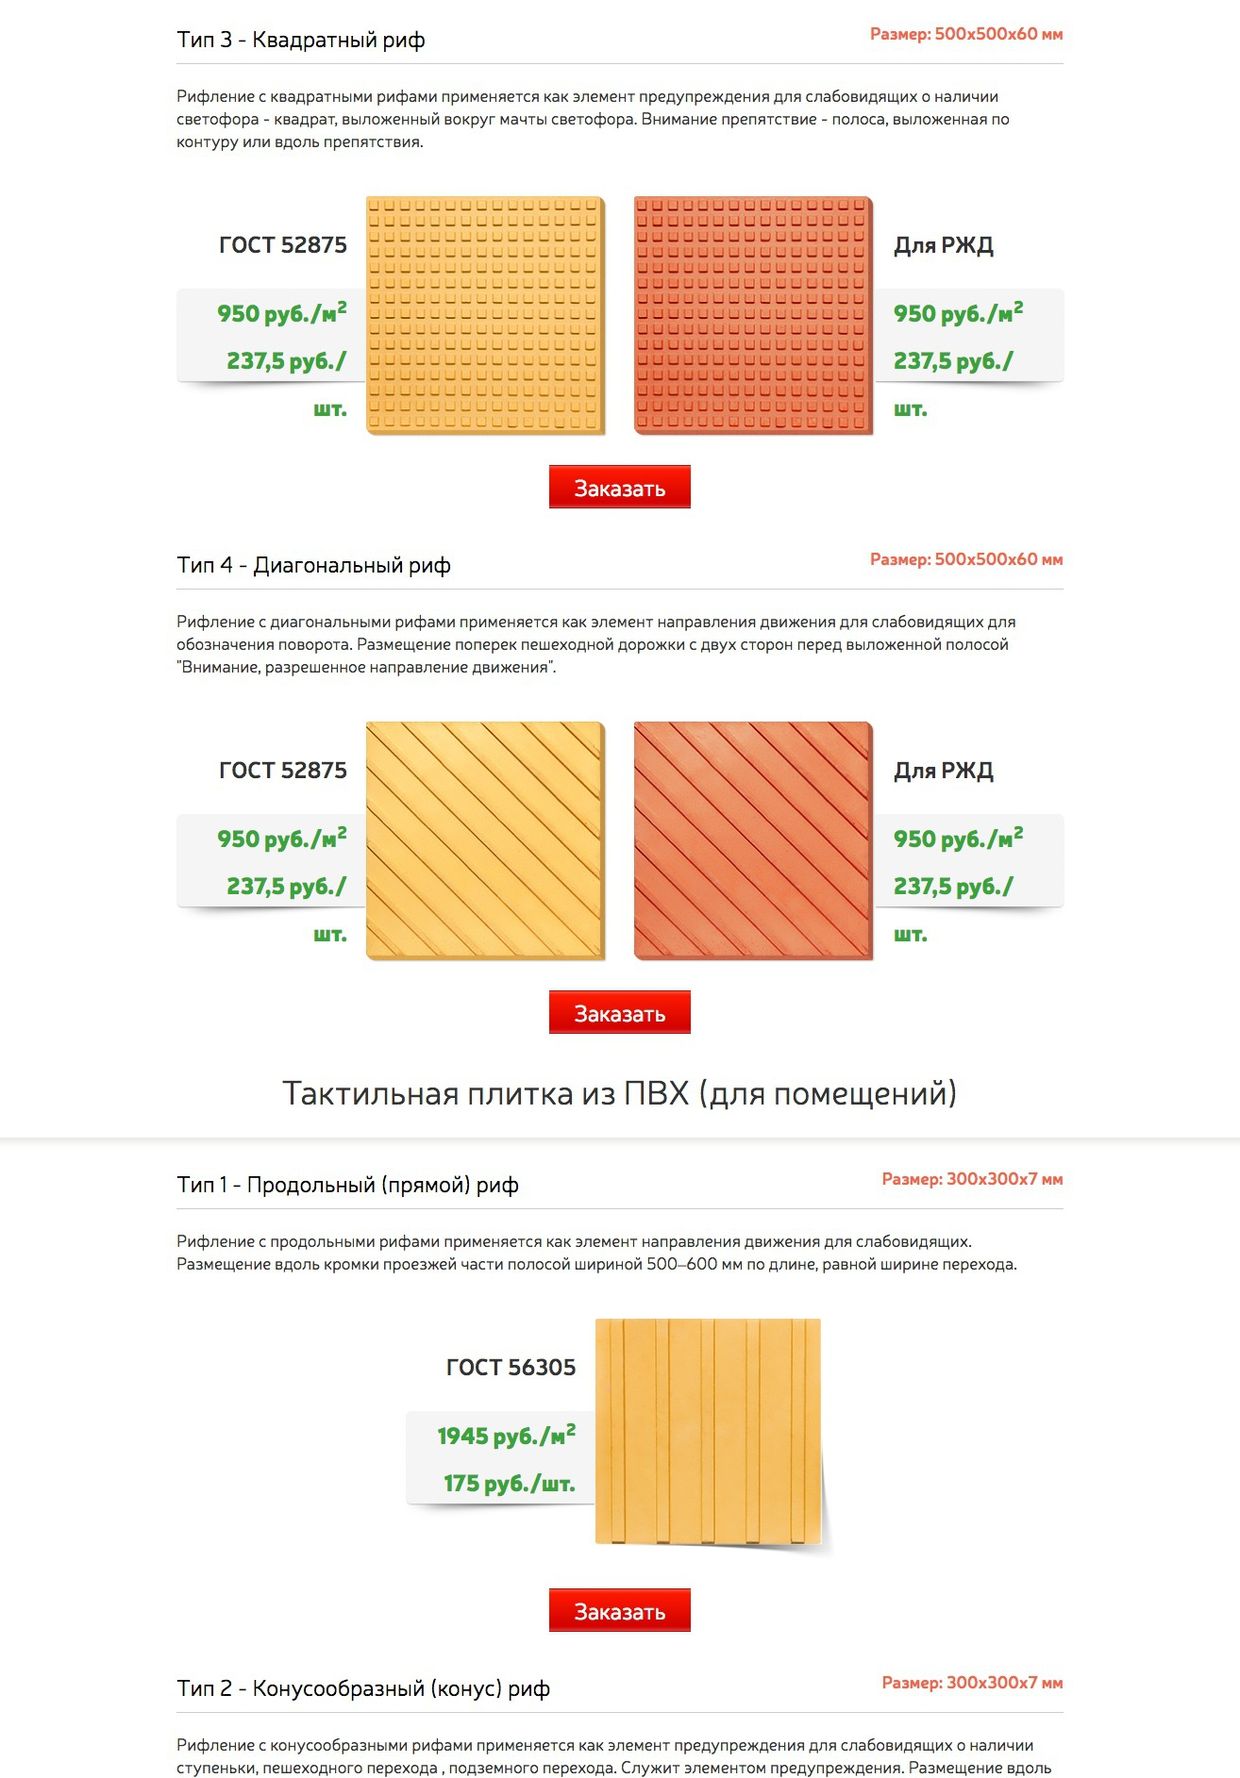 Тип 3 - Квадратный риф
Размер: 500x500x60 мм
Рифление с квадратными рифами применяется как элемент предупреждения для слабовидящих о наличии
светофора - квадрат, выложенный вокруг мачты светофора. Внимание препятствие - полоса, выложенная по
контуру или вдоль препятствия.
ГОСТ 52875
950 руб./м²
237,5 руб./
шт.
Для РЖД
950 руб./м²
237,5 руб./
шт.
Заказать
Тип 4 - Диагональный риф
Размер: 500x500x60 мм
Рифление с диагональными рифами применяется как элемент направления движения для слабовидящих для
обозначения поворота. Размещение поперек пешеходной дорожки с двух сторон перед выложенной полосой
"Внимание, разрешенное направление движения".
ГОСТ 52875
950 руб./м²
237,5 руб./
шт.
Для РЖД
950 руб./м²
237,5 руб./
шт.
Заказать
Тактильная плитка из ПВХ (для помещений)
Тип 1 - Продольный (прямой) риф
Размер: 300x300x7 мм
Рифление с продольными рифами применяется как элемент направления движения для слабовидящих.
Размещение вдоль кромки проезжей части полосой шириной 500–600 мм по длине, равной ширине перехода.
ГОСТ 56305
1945 руб./м²
175 руб./шт.
Заказать
Тип 2 - Конусообразный (конус) риф
Размер: 300x300x7 мм
Рифление с конусообразными рифами применяется как элемент предупреждения для слабовидящих о наличии
ступеньки, пешеходного перехода , подземного перехода. Служит элементом предупреждения. Размещение вдоль